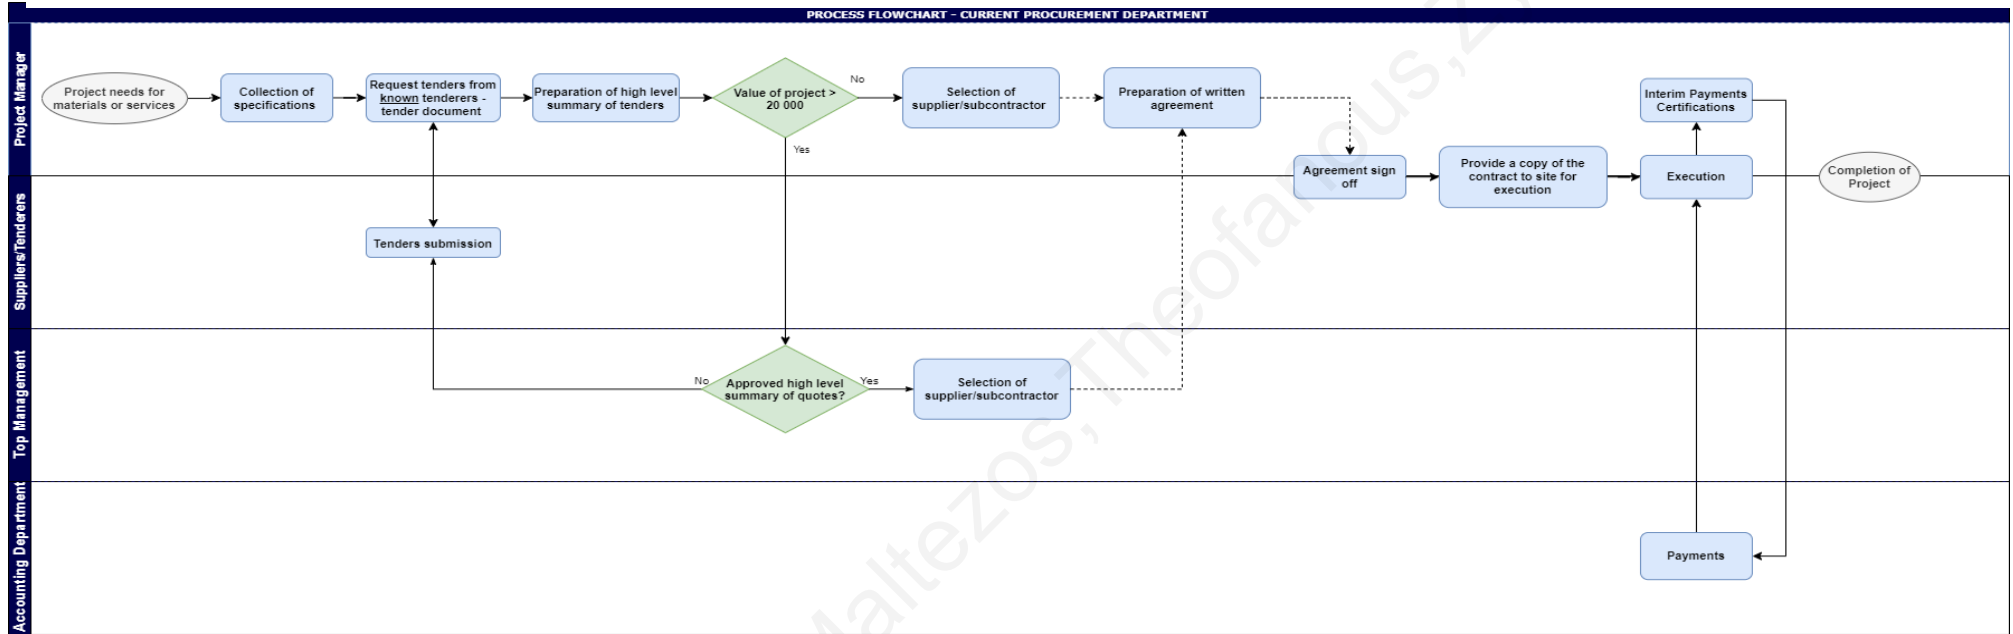 PROCESS FLOWCHART - CURRENT PROCUREMENT DEPARTMENT
Project Manager
Project needs for
materials or services
Collection of
specifications
Request tenders from
known tenderers -
tender document
Preparation of high level
summary of tenders
Value of project >
20 000
No
Yes
Selection of
supplier/subcontractor
Preparation of written
agreement
Agreement sign
off
Provide a copy of the
contract to site for
execution
Interim Payments
Certifications
Execution
Completion of
Project
Suppliers/Tenderers
Tenders submission
Top Management
No
Approved high level
summary of quotes?
Yes
Selection of
supplier/subcontractor
Accounting Department
Payments
Maltezos, Theofanous,